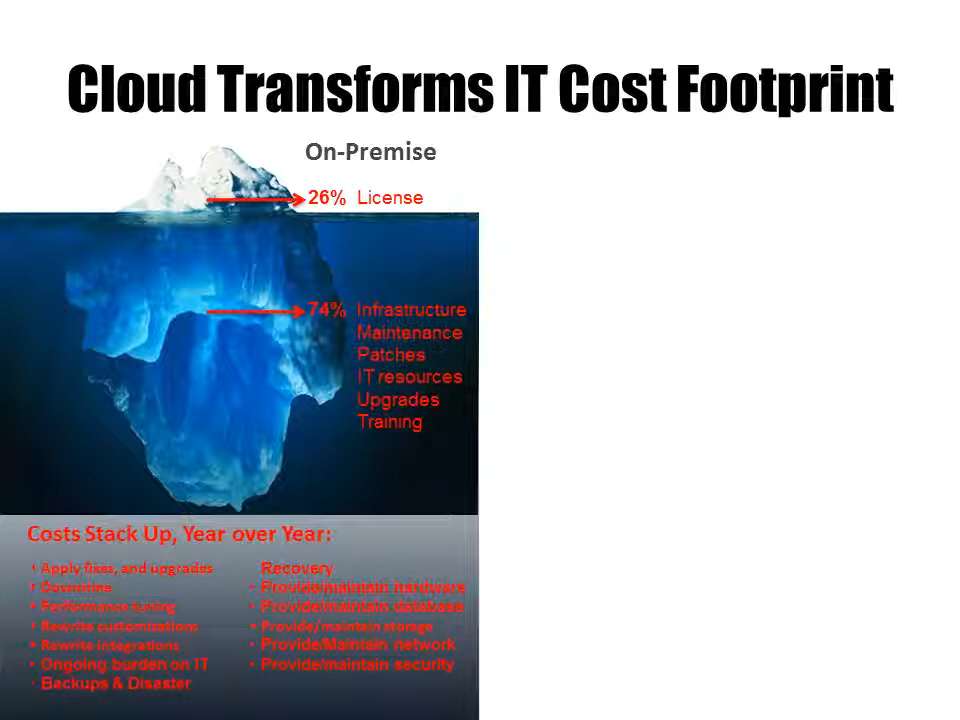 Cloud Transforms IT Cost Footprint
On-Premise
26% License
74% Infrastructure
Maintenance
Patches
IT resources
Upgrades
Training
Costs Stack Up, Year over Year:
• Apply fixes, and upgrades
• Downtime
• Performance tuning
• Rewrite customizations
• Rewrite integrations
• Ongoing burden on IT
• Backups & Disaster
Recovery
• Provide/maintain hardware
• Provide/maintain database
• Provide/maintain storage
• Provide/Maintain network
• Provide/maintain security